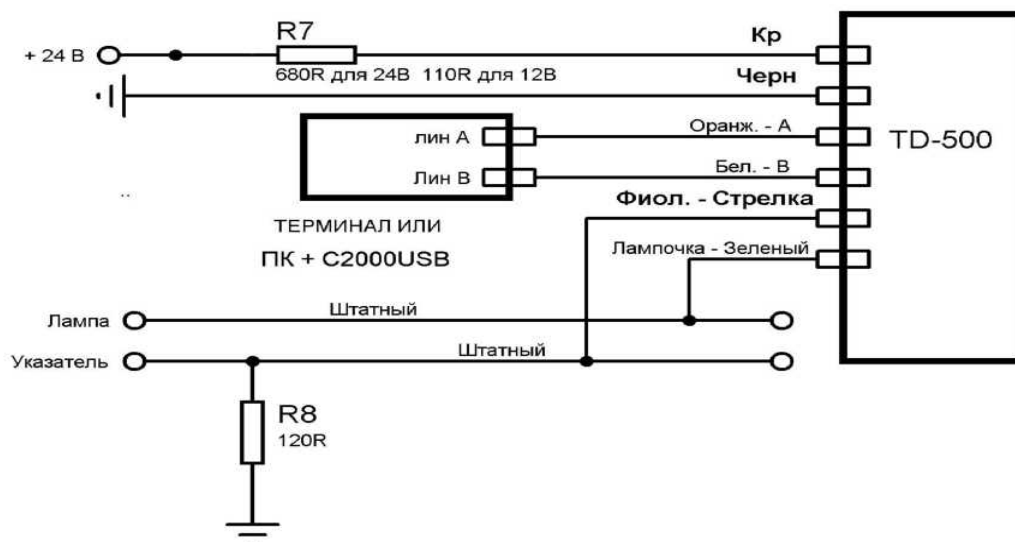 R7
Кр
+ 24 В
680R для 24В 110R для 12В
Черн
лин А
Оранж. - А
TD-500
Лин В
Бел. - В
Фиол. - Стрелка
ТЕРМИНАЛ ИЛИ
ПК + С2000USB
Лампочка - Зеленый
Штатный
Лампа
Штатный
Указатель
R8
120R